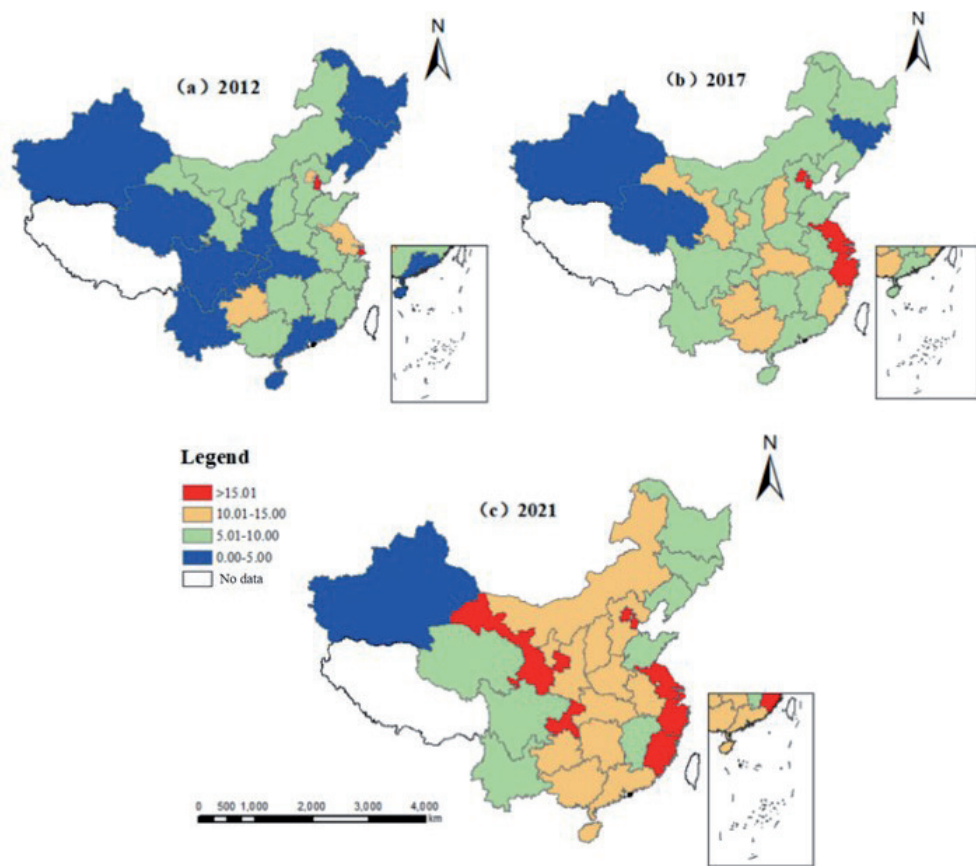 N
N
（a）2012
（b）2017
Legend
>15.01
10.01-15.00
5.01-10.00
0.00-5.00
No data
N
（c）2021
0 500 1,000 2,000 3,000 4,000
km